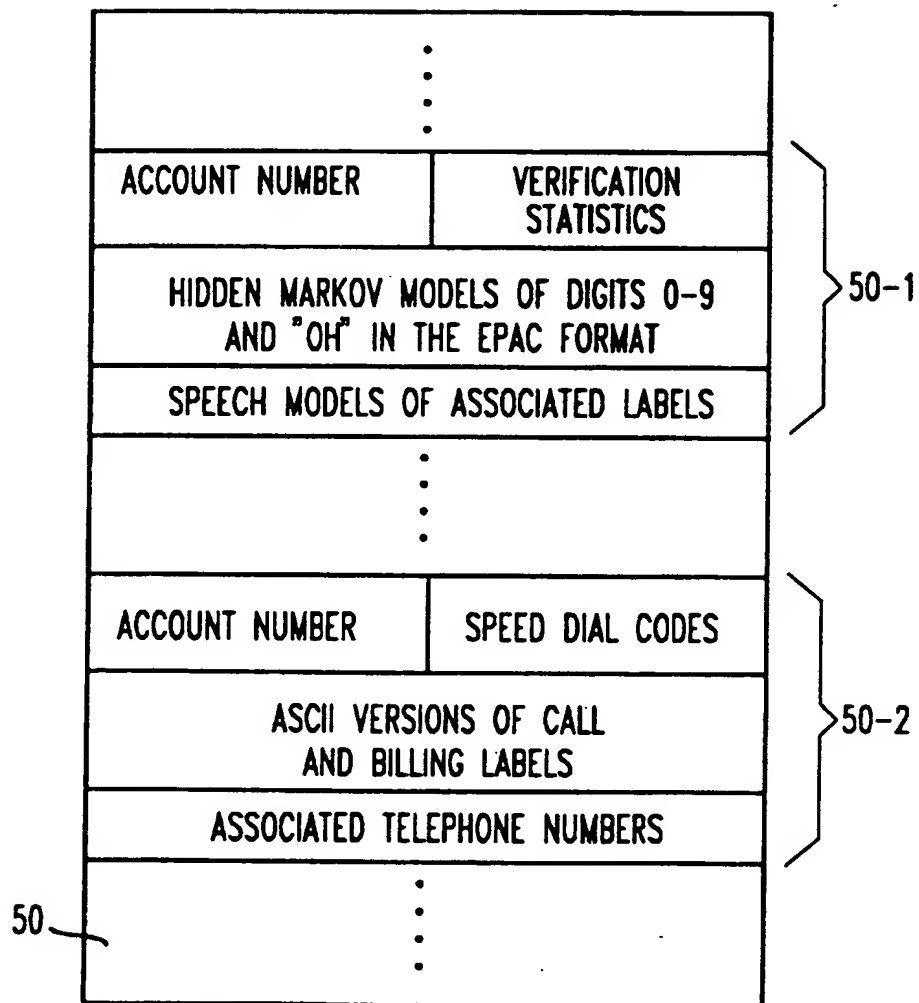 ACCOUNT NUMBER
VERIFICATION
STATISTICS
HIDDEN MARKOV MODELS OF DIGITS 0-9
AND "OH" IN THE EPAC FORMAT
SPEECH MODELS OF ASSOCIATED LABELS
50-1
ACCOUNT NUMBER
SPEED DIAL CODES
ASCII VERSIONS OF CALL
AND BILLING LABELS
ASSOCIATED TELEPHONE NUMBERS
50-2
50